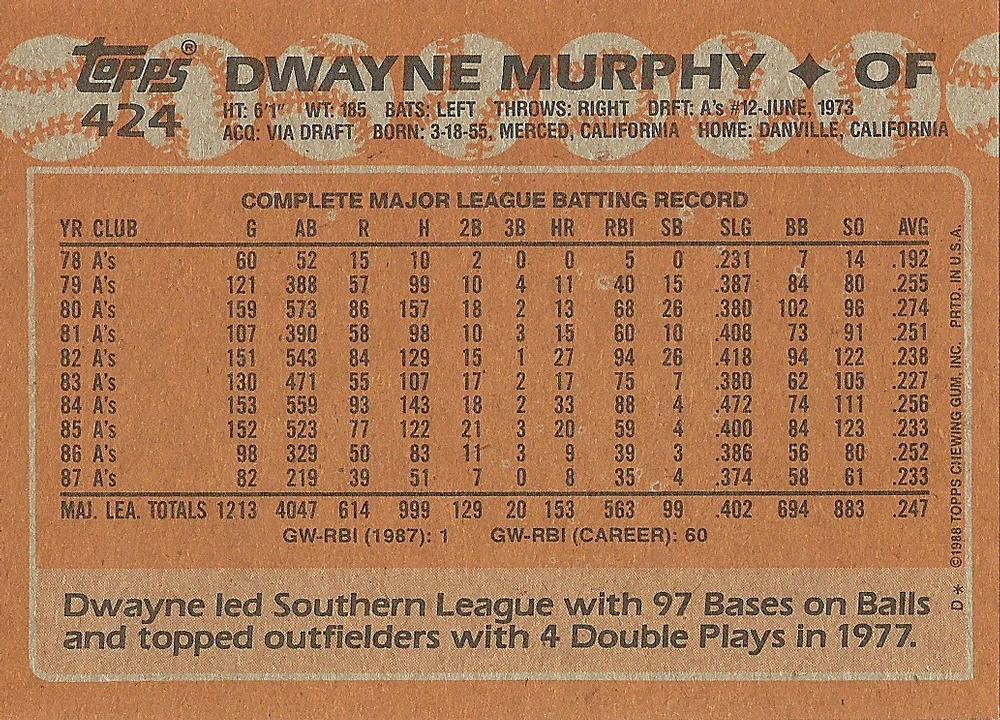 Topps® DWAYNE MURPHY ✦ OF
424 HT: 6'1" WT: 185 BATS: LEFT THROWS: RIGHT DRFT: A's #12-JUNE, 1973
ACQ: VIA DRAFT BORN: 3-18-55, MERCED, CALIFORNIA HOME: DANVILLE, CALIFORNIA
COMPLETE MAJOR LEAGUE BATTING RECORD
YR CLUB G AB R H 2B 3B HR RBI SB SLG BB SO AVG
78 A's 60 52 15 10 2 0 0 5 0 .231 7 14 .192
79 A's 121 388 57 99 10 4 11 40 15 .387 84 80 .255
80 A's 159 573 86 157 18 2 13 68 26 .380 102 96 .274
81 A's 107 390 58 98 10 3 15 60 10 .408 73 91 .251
82 A's 151 543 84 129 15 1 27 94 26 .418 94 122 .238
83 A's 130 471 55 107 17 2 17 75 7 .380 62 105 .227
84 A's 153 559 93 143 18 2 33 88 4 .472 74 111 .256
85 A's 152 523 77 122 21 3 20 59 4 .400 84 123 .233
86 A's 98 329 50 83 11 3 9 39 3 .386 56 80 .252
87 A's 82 219 39 51 7 0 8 35 4 .374 58 61 .233
MAJ. LEA. TOTALS 1213 4047 614 999 129 20 153 563 99 .402 694 883 .247
GW-RBI (1987): 1 GW-RBI (CAREER): 60
Dwayne led Southern League with 97 Bases on Balls
and topped outfielders with 4 Double Plays in 1977.
D* ©1988 TOPPS CHEWING GUM, INC. PRTD. IN U.S.A.